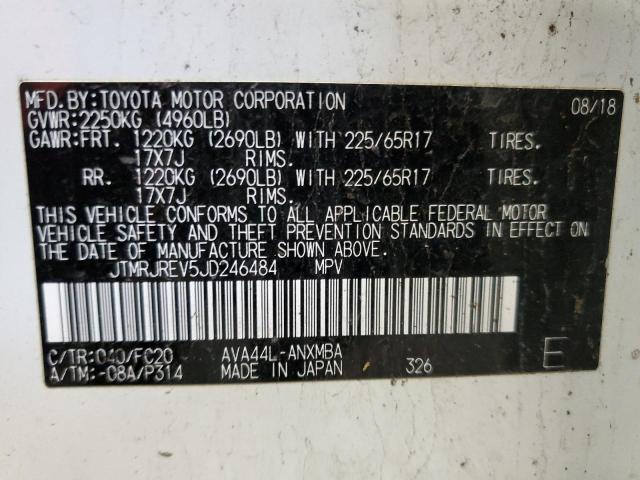 MFD.BY:TOYOTA MOTOR CORPORATION 08/18
GVWR:2250KG (4960LB)
GAWR:FRT. 1220KG (2690LB) WITH 225/65R17 TIRES.
17X7J RIMS.
RR. 1220KG (2690LB) WITH 225/65R17 TIRES.
17X7J RIMS.
THIS VEHICLE CONFORMS TO ALL APPLICABLE FEDERAL MOTOR
VEHICLE SAFETY AND THEFT PREVENTION STANDARDS IN EFFECT ON
THE DATE OF MANUFACTURE SHOWN ABOVE.
JTMRJREV5JD246484 MPV
C/TR:040/FC20 AVA44L-ANXMBA E
A/TM:-08A/P314 MADE IN JAPAN 326